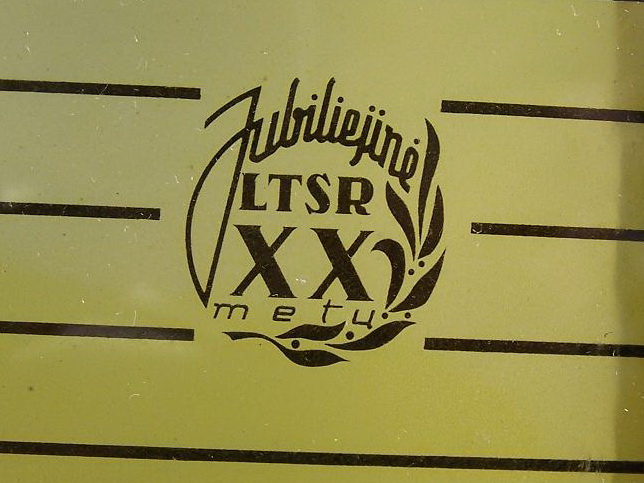 Jubiliejinė
LTSR
XX
metų